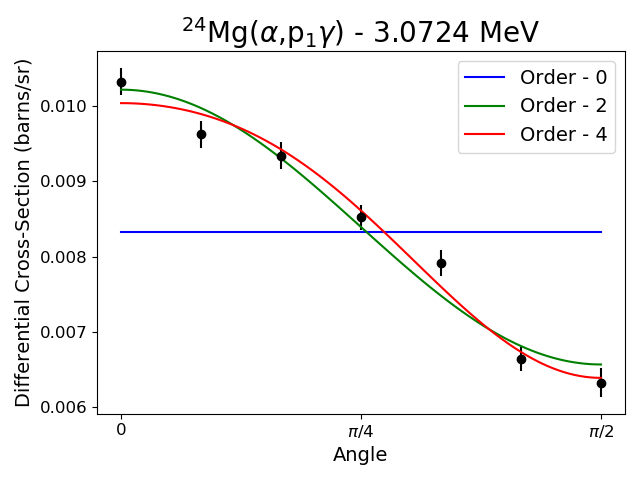 ²⁴Mg(α,p₁γ) - 3.0724 MeV
Differential Cross-Section (barns/sr)
0.010
0.009
0.008
0.007
0.006
Order - 0
Order - 2
Order - 4
0
π/4
π/2
Angle